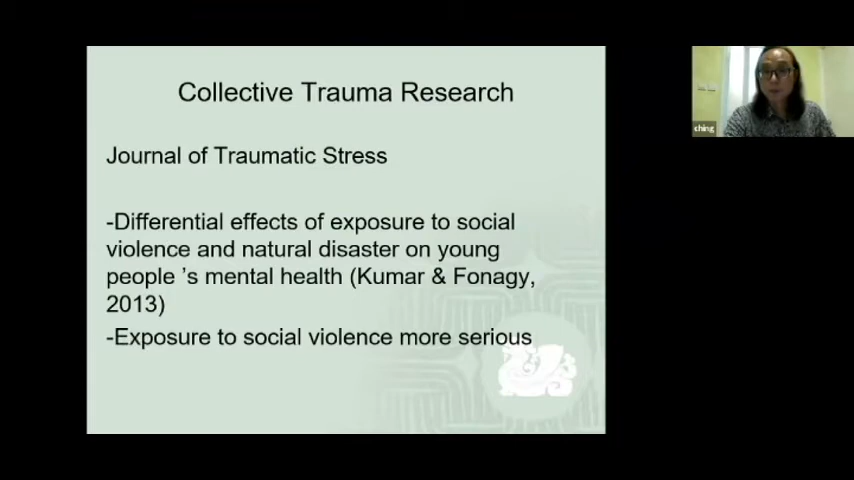 Collective Trauma Research
Journal of Traumatic Stress
-Differential effects of exposure to social
violence and natural disaster on young
people ’s mental health (Kumar & Fonagy,
2013)
-Exposure to social violence more serious
ching